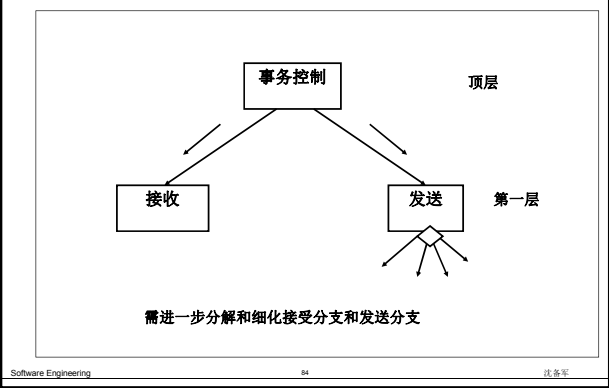 事务控制
顶层
接收
发送
第一层
需进一步分解和细化接受分支和发送分支
Software Engineering
84
沈备军